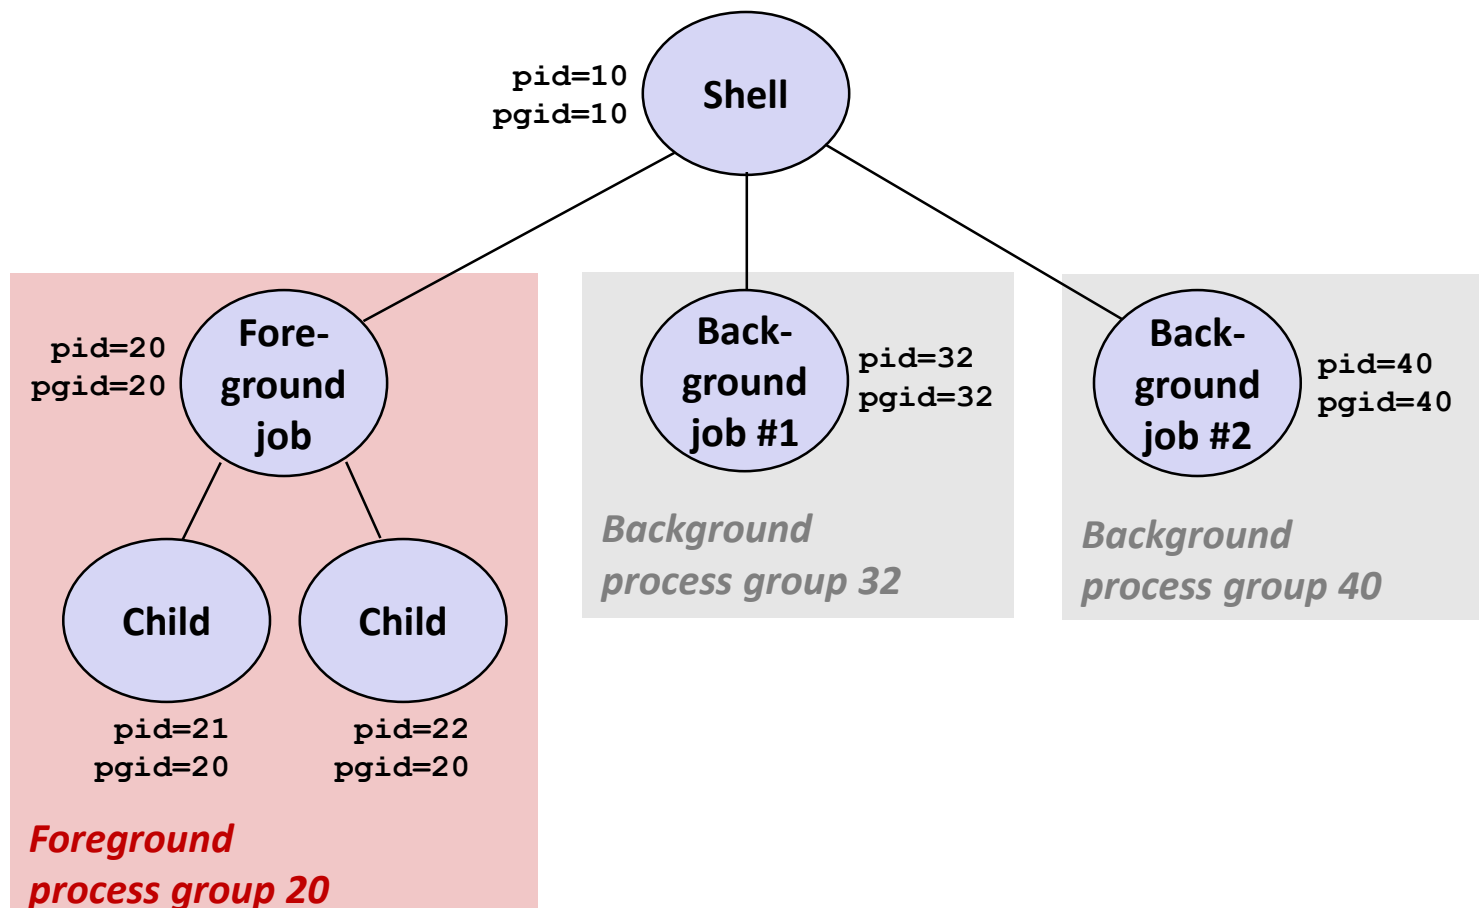 pid=10
pgid=10
Shell
pid=20
pgid=20
Fore-
ground
job
Back-
ground
job #1
pid=32
pgid=32
Back-
ground
job #2
pid=40
pgid=40
Background
process group 32
Background
process group 40
Child
Child
pid=21
pgid=20
pid=22
pgid=20
Foreground
process group 20